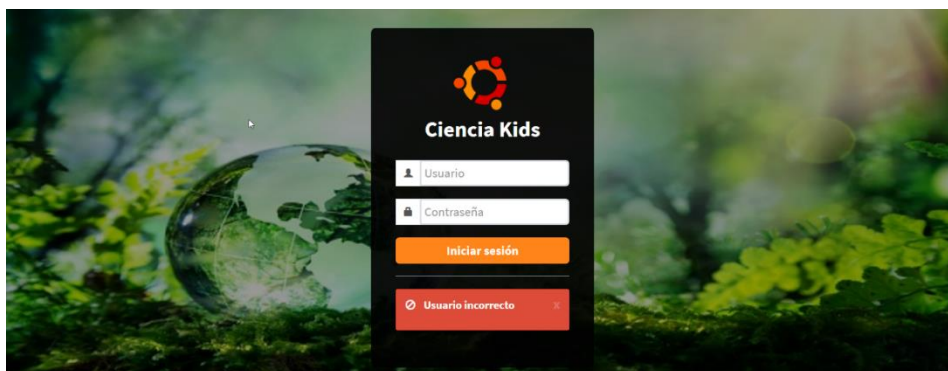 Ciencia Kids
Usuario
Contraseña
Iniciar sesión
Usuario incorrecto x